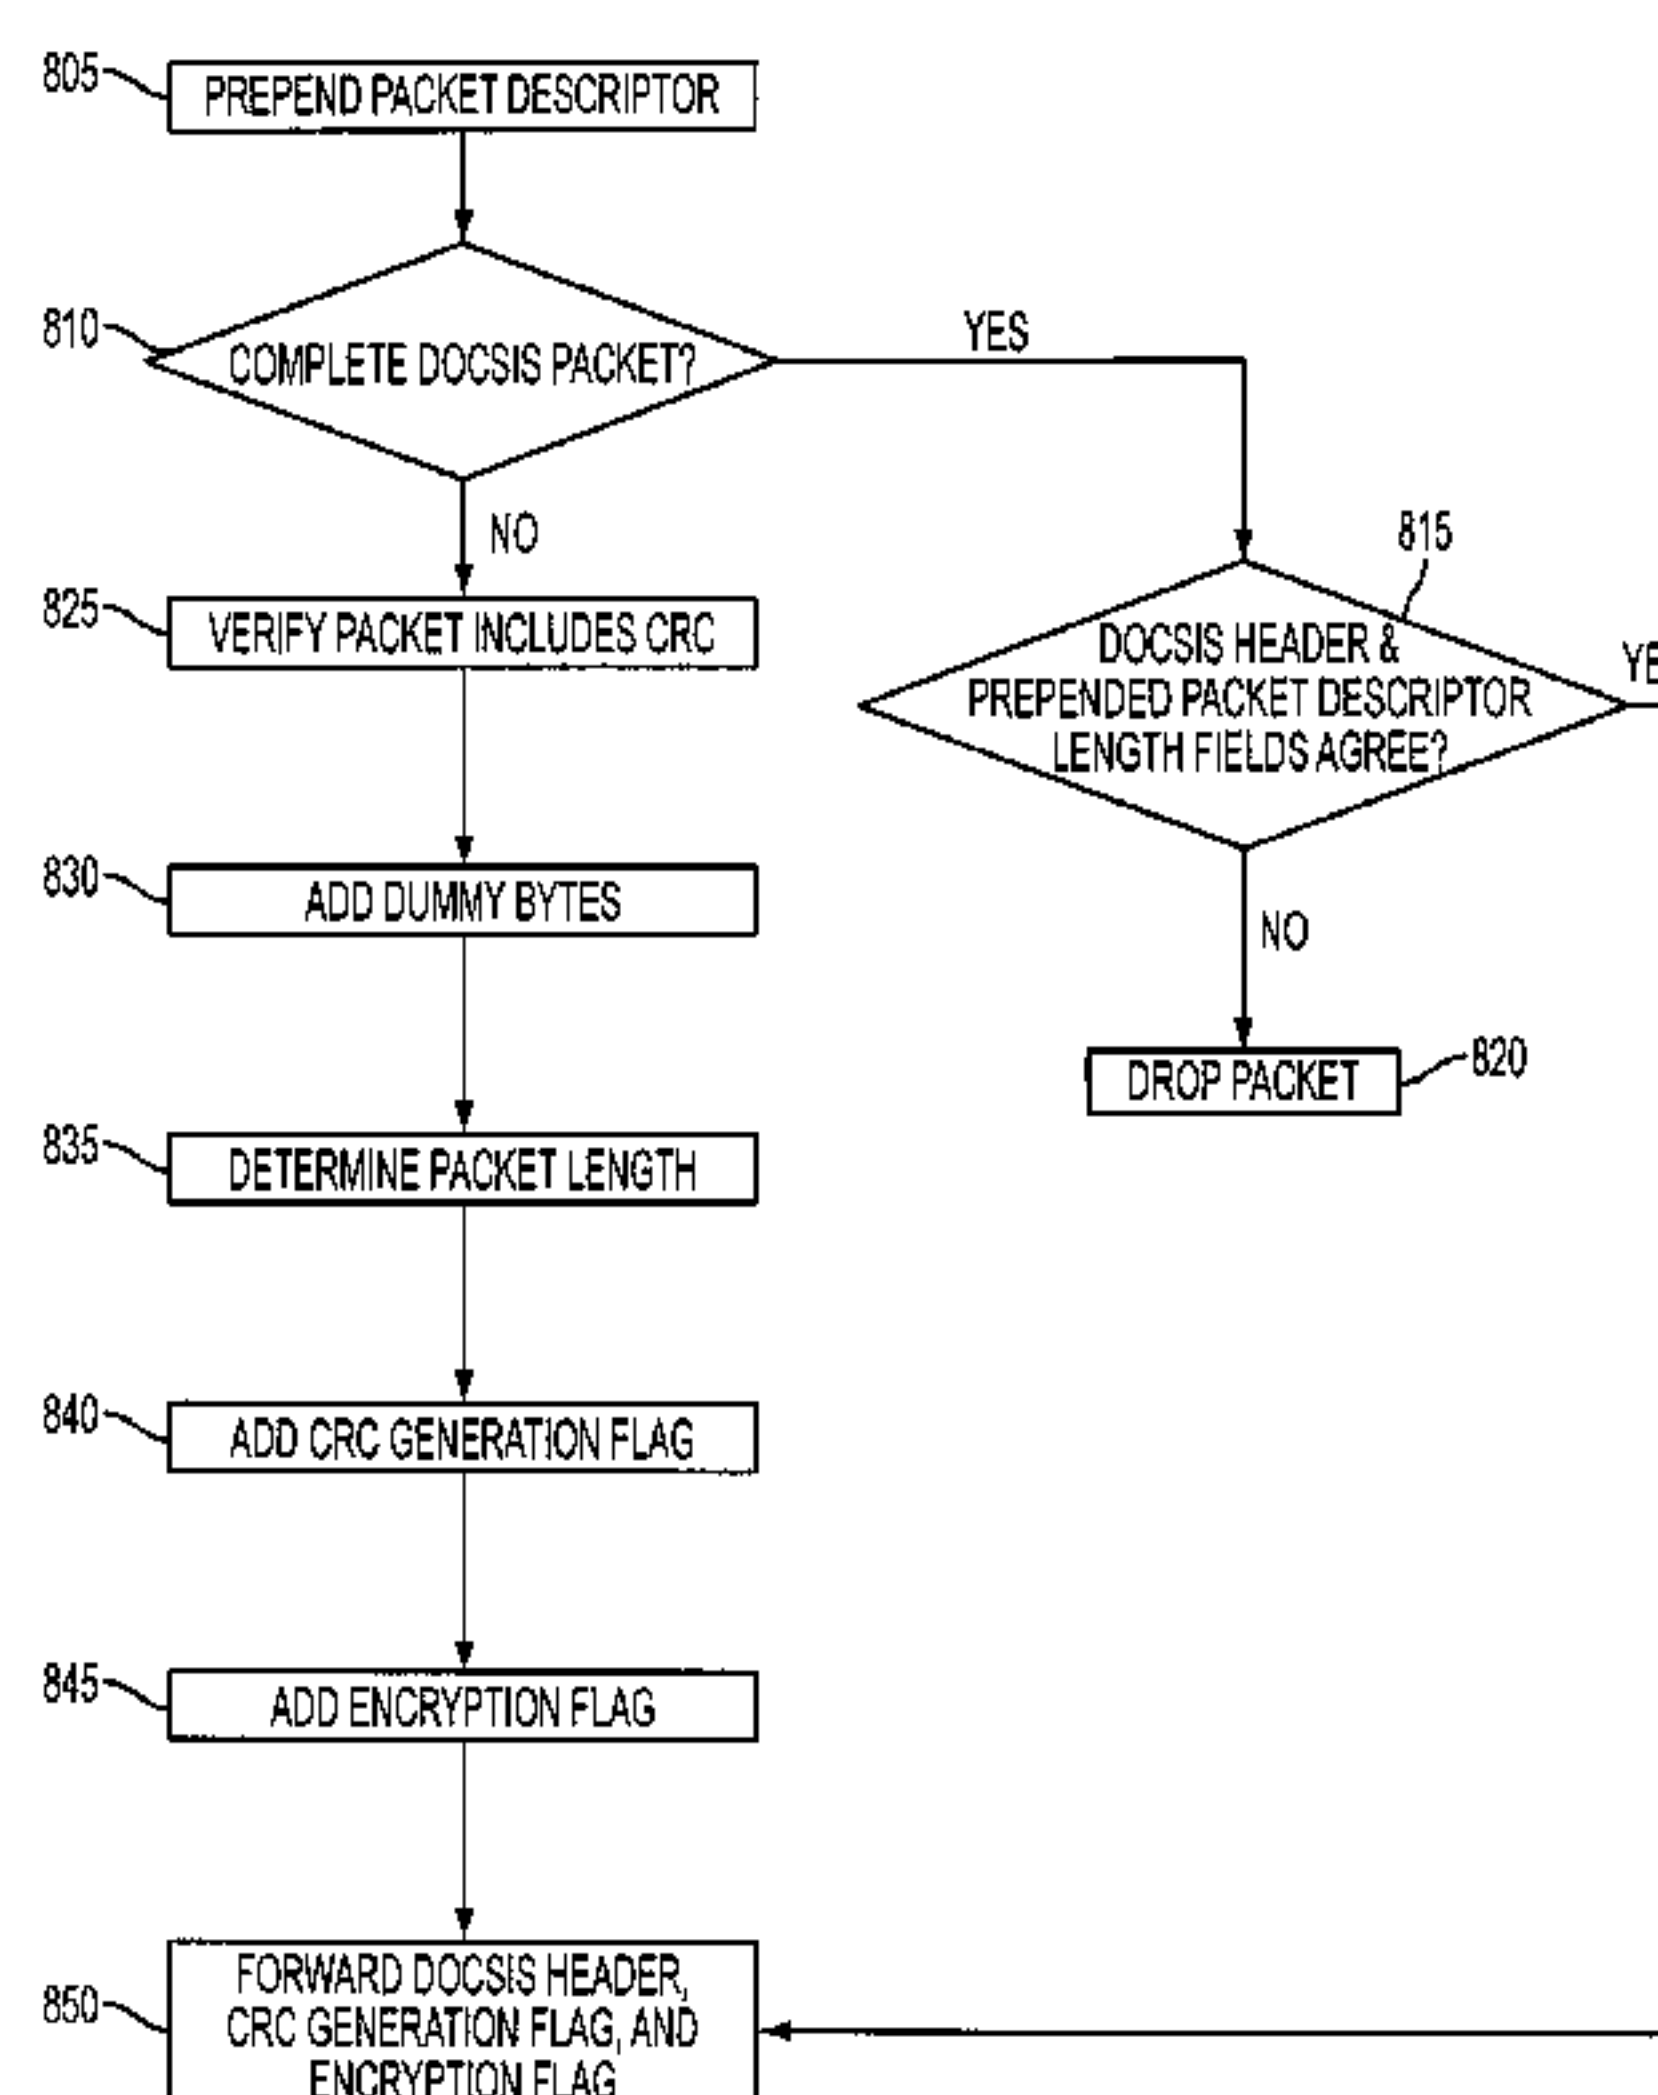 805
PREPEND PACKET DESCRIPTOR
810
COMPLETE DOCSIS PACKET?
YES
NO
815
825
VERIFY PACKET INCLUDES CRC
DOCSIS HEADER &
PREPENDED PACKET DESCRIPTOR
LENGTH FIELDS AGREE?
YE
830
ADD DUMMY BYTES
NO
DROP PACKET
820
835
DETERMINE PACKET LENGTH
840
ADD CRC GENERATION FLAG
845
ADD ENCRYPTION FLAG
850
FORWARD DOCSIS HEADER,
CRC GENERATION FLAG, AND
ENCRYPTION FLAG